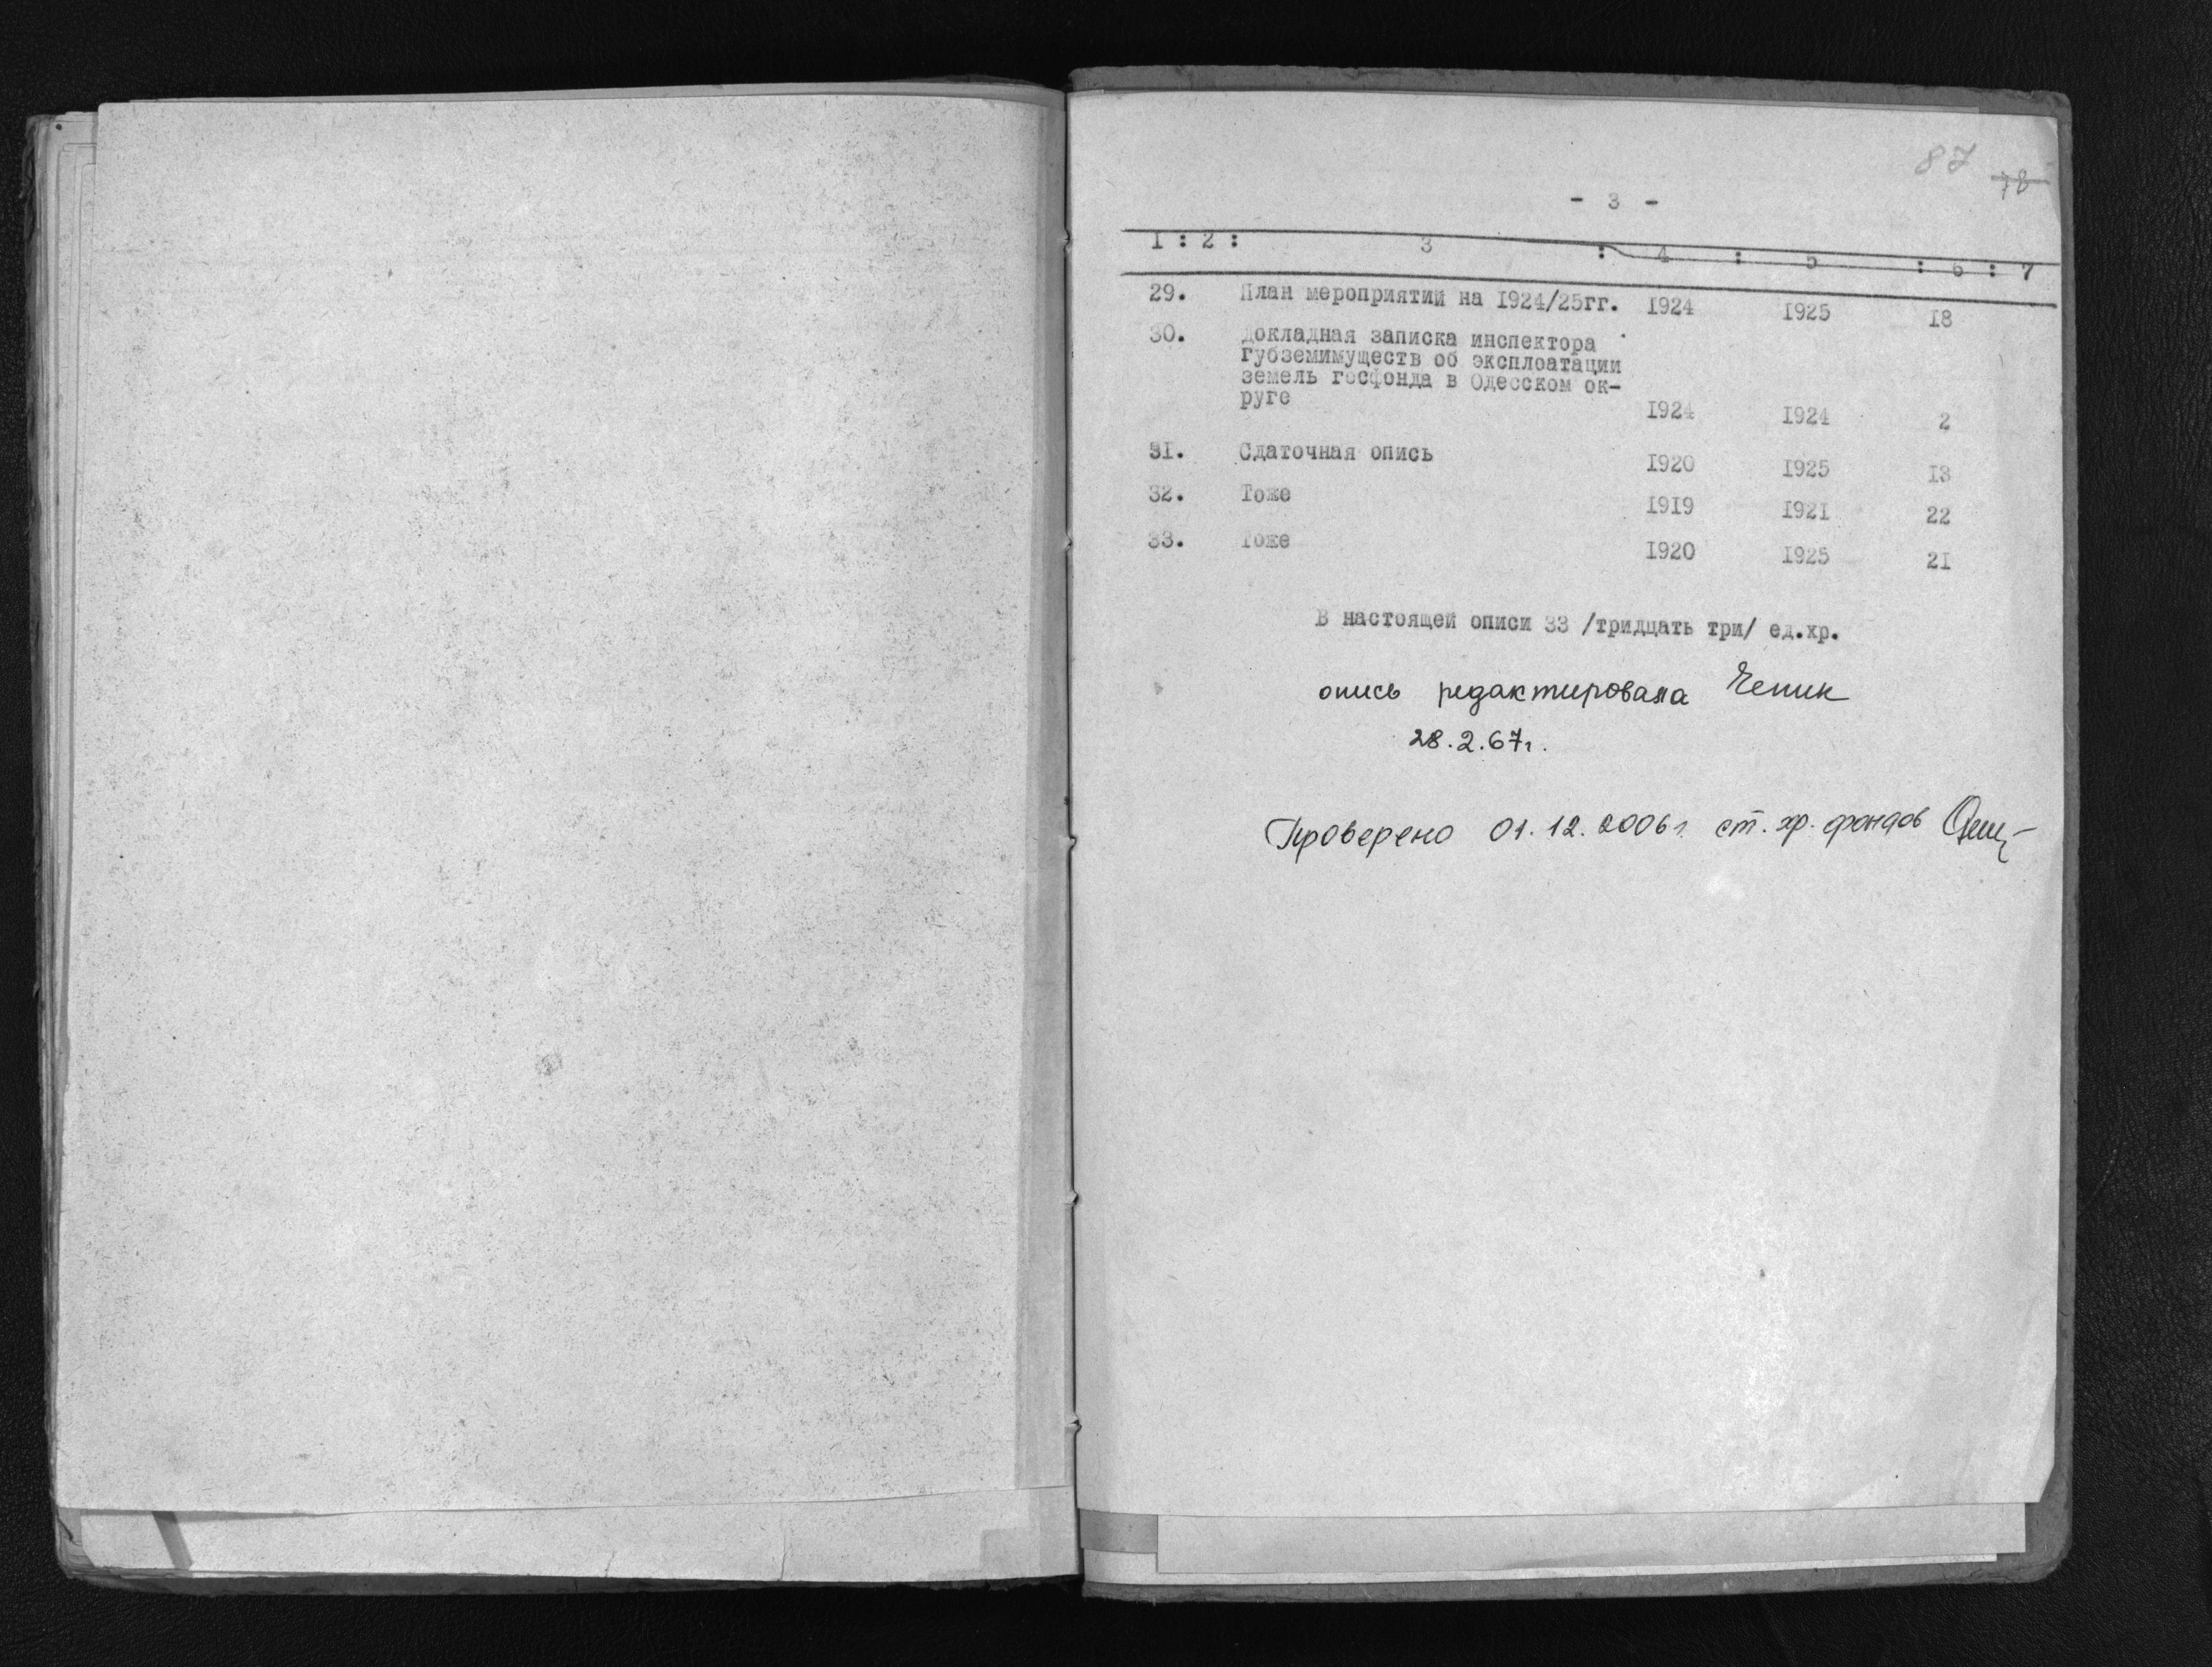 87 78
- 3 -
1 : 2 : 3 : 4 : 5 : 6 : 7
29. План мероприятий на 1924/25гг. 1924 1925 18
30. Докладная записка инспектора
губземимуществ об эксплоатации
земель госфонда в Одесском ок-
руге 1924 1924 2
31. Сдаточная опись 1920 1925 13
32. Тоже 1919 1921 22
33. Тоже 1920 1925 21
В настоящей описи 33 /тридцать три/ ед.хр.
опись редактировала Чепик
28.2.67г.
Проверено 01.12.2006г. ст. хр. фондов